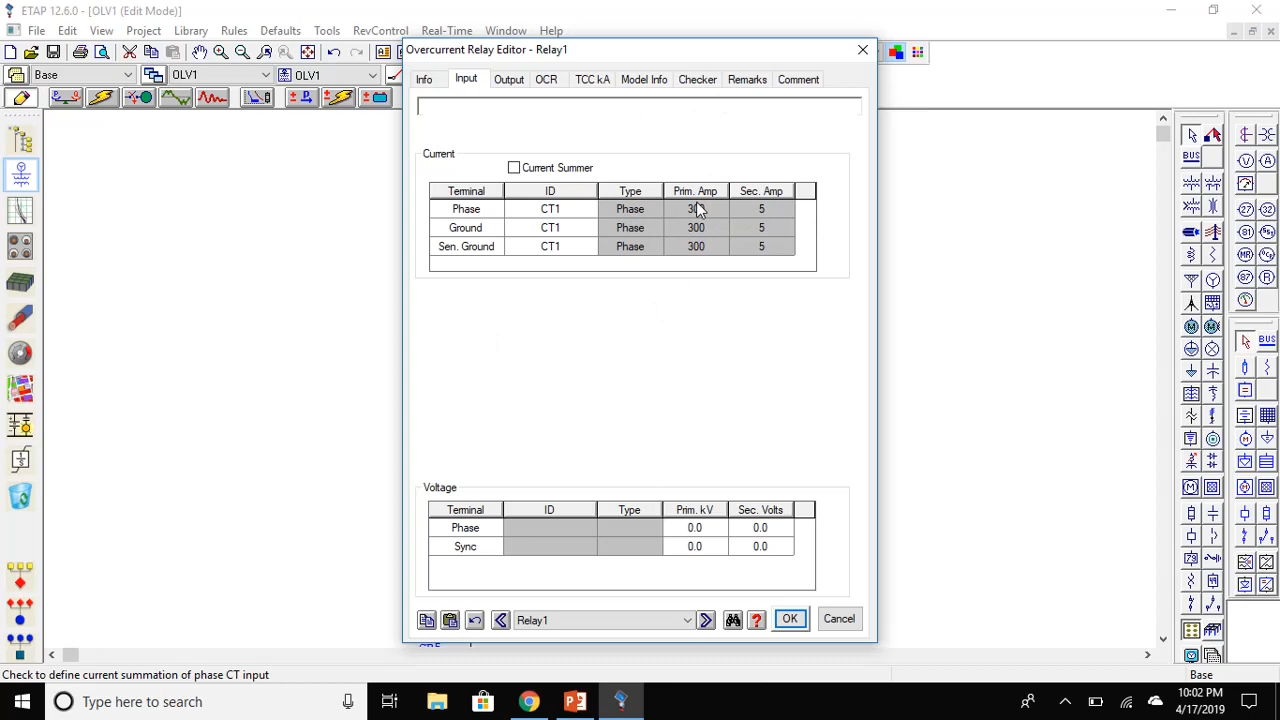 ETAP 12.6.0 - [OLV1 (Edit Mode)]
File Edit View Project Library Rules Defaults Tools RevControl Real-Time Window Help
Base OLV1 OLV1
Overcurrent Relay Editor - Relay1
Info Input Output OCR TCC kA Model Info Checker Remarks Comment
Current
Current Summer
Terminal ID Type Prim. Amp Sec. Amp
Phase CT1 Phase 300 5
Ground CT1 Phase 300 5
Sen. Ground CT1 Phase 300 5
Voltage
Terminal ID Type Prim. kV Sec. Volts
Phase 0.0 0.0
Sync 0.0 0.0
Relay1
OK Cancel
BUS
BUS
Check to define current summation of phase CT input
Base
Type here to search
10:02 PM
4/17/2019